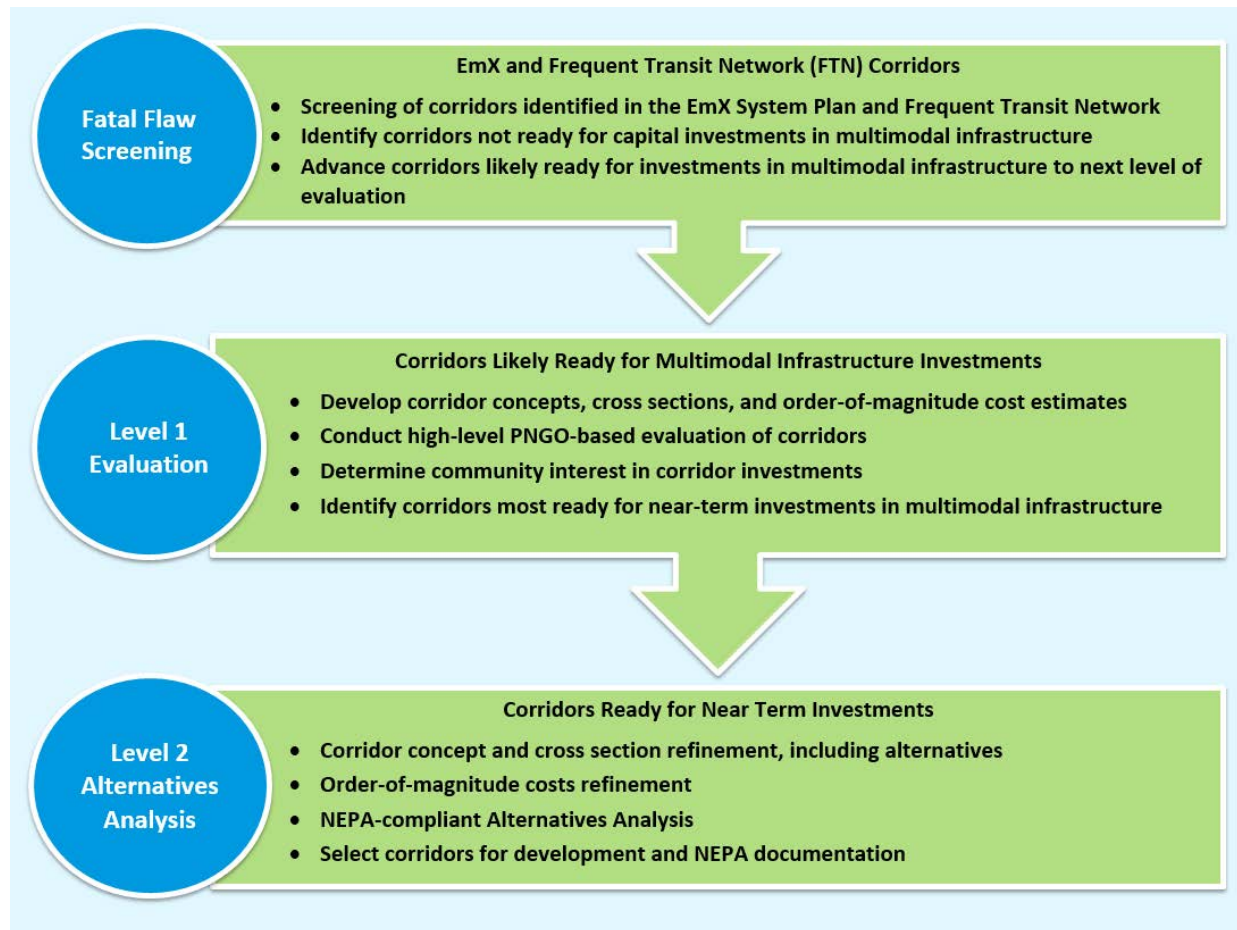 Fatal Flaw
Screening
EmX and Frequent Transit Network (FTN) Corridors
• Screening of corridors identified in the EmX System Plan and Frequent Transit Network
• Identify corridors not ready for capital investments in multimodal infrastructure
• Advance corridors likely ready for investments in multimodal infrastructure to next level of
evaluation
Level 1
Evaluation
Corridors Likely Ready for Multimodal Infrastructure Investments
• Develop corridor concepts, cross sections, and order-of-magnitude cost estimates
• Conduct high-level PNGO-based evaluation of corridors
• Determine community interest in corridor investments
• Identify corridors most ready for near-term investments in multimodal infrastructure
Level 2
Alternatives
Analysis
Corridors Ready for Near Term Investments
• Corridor concept and cross section refinement, including alternatives
• Order-of-magnitude costs refinement
• NEPA-compliant Alternatives Analysis
• Select corridors for development and NEPA documentation